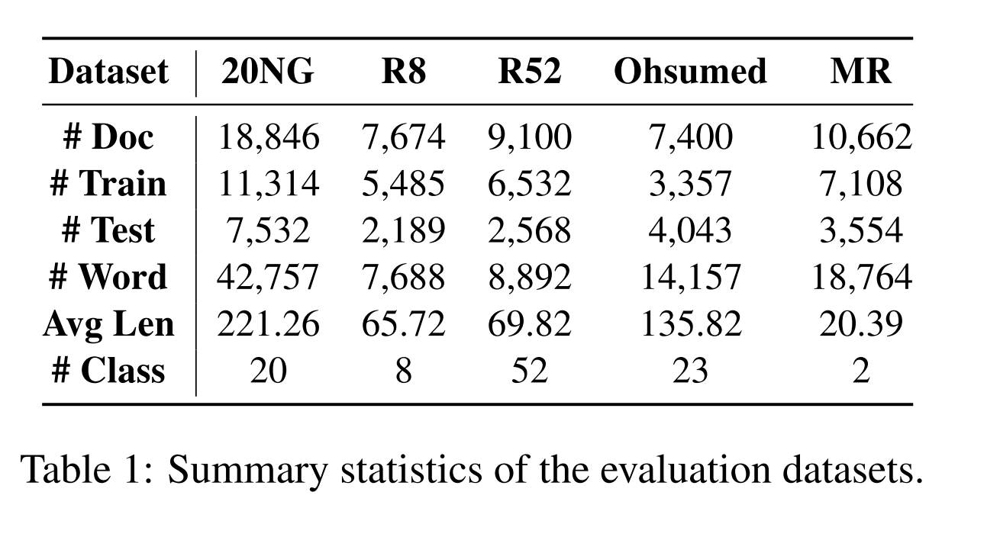 Dataset 20NG R8 R52 Ohsumed MR
# Doc 18,846 7,674 9,100 7,400 10,662
# Train 11,314 5,485 6,532 3,357 7,108
# Test 7,532 2,189 2,568 4,043 3,554
# Word 42,757 7,688 8,892 14,157 18,764
Avg Len 221.26 65.72 69.82 135.82 20.39
# Class 20 8 52 23 2
Table 1: Summary statistics of the evaluation datasets.